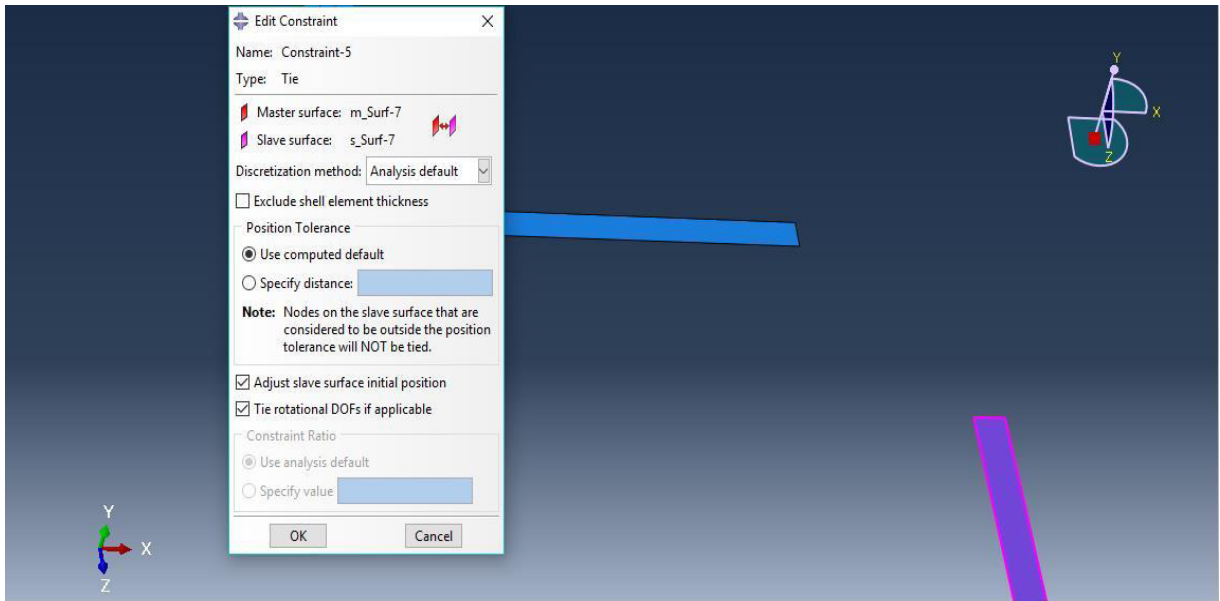 Edit Constraint
Name: Constraint-5
Type: Tie
Master surface: m_Surf-7
Slave surface: s_Surf-7
Discretization method: Analysis default
Exclude shell element thickness
Position Tolerance
Use computed default
Specify distance:
Note: Nodes on the slave surface that are
considered to be outside the position
tolerance will NOT be tied.
Adjust slave surface initial position
Tie rotational DOFs if applicable
Constraint Ratio
Use analysis default
Specify value
OK Cancel
Y
X
Z
Y
X
Z